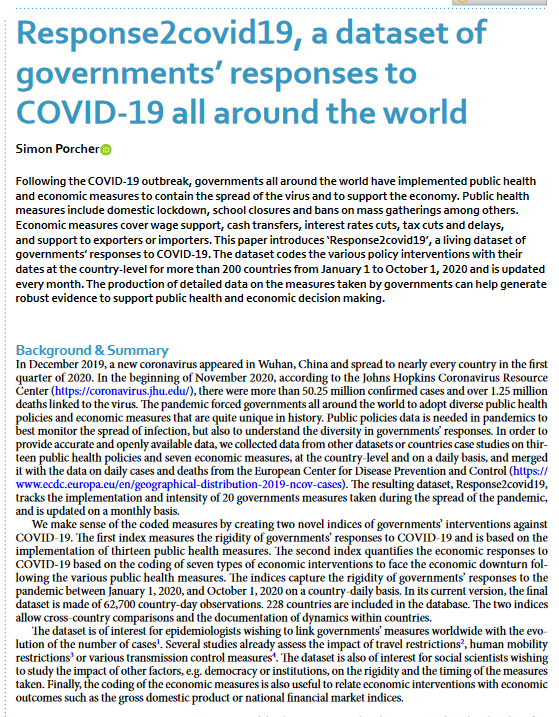 Response2covid19, a dataset of
governments' responses to
COVID-19 all around the world
Simon Porcher
Following the COVID-19 outbreak, governments all around the world have implemented public health
and economic measures to contain the spread of the virus and to support the economy. Public health
measures include domestic lockdown, school closures and bans on mass gatherings among others.
Economic measures cover wage support, cash transfers, interest rates cuts, tax cuts and delays,
and support to exporters or importers. This paper introduces 'Response2covid19', a living dataset of
governments' responses to COVID-19. The dataset codes the various policy interventions with their
dates at the country-level for more than 200 countries from January 1 to October 1, 2020 and is updated
every month. The production of detailed data on the measures taken by governments can help generate
robust evidence to support public health and economic decision making.
Background & Summary
In December 2019, a new coronavirus appeared in Wuhan, China and spread to nearly every country in the first
quarter of 2020. In the beginning of November 2020, according to the Johns Hopkins Coronavirus Resource
Center (https://coronavirus.jhu.edu/), there were more than 50.25 million confirmed cases and over 1.25 million
deaths linked to the virus. The pandemic forced governments all around the world to adopt diverse public health
policies and economic measures that are quite unique in history. Public policies data is needed in pandemics to
best monitor the spread of infection, but also to understand the diversity in governments' responses. In order to
provide accurate and openly available data, we collected data from other datasets or countries case studies on thir-
teen public health policies and seven economic measures, at the country-level and on a daily basis, and merged
it with the data on daily cases and deaths from the European Center for Disease Prevention and Control (https://
www.ecdc.europa.eu/en/geographical-distribution-2019-ncov-cases). The resulting dataset, Response2covid19,
tracks the implementation and intensity of 20 governments measures taken during the spread of the pandemic,
and is updated on a monthly basis.
We make sense of the coded measures by creating two novel indices of governments' interventions against
COVID-19. The first index measures the rigidity of governments' responses to COVID-19 and is based on the
implementation of thirteen public health measures. The second index quantifies the economic responses to
COVID-19 based on the coding of seven types of economic interventions to face the economic downturn fol-
lowing the various public health measures. The indices capture the rigidity of governments' responses to the
pandemic between January 1, 2020, and October 1, 2020 on a country-daily basis. In its current version, the final
dataset is made of 62,700 country-day observations. 228 countries are included in the database. The two indices
allow cross-country comparisons and the documentation of dynamics within countries.
The dataset is of interest for epidemiologists wishing to link governments' measures worldwide with the evo-
lution of the number of cases¹. Several studies already assess the impact of travel restrictions², human mobility
restrictions³ or various transmission control measures⁴. The dataset is also of interest for social scientists wishing
to study the impact of other factors, e.g. democracy or institutions, on the rigidity and the timing of the measures
taken. Finally, the coding of the economic measures is also useful to relate economic interventions with economic
outcomes such as the gross domestic product or national financial market indices.